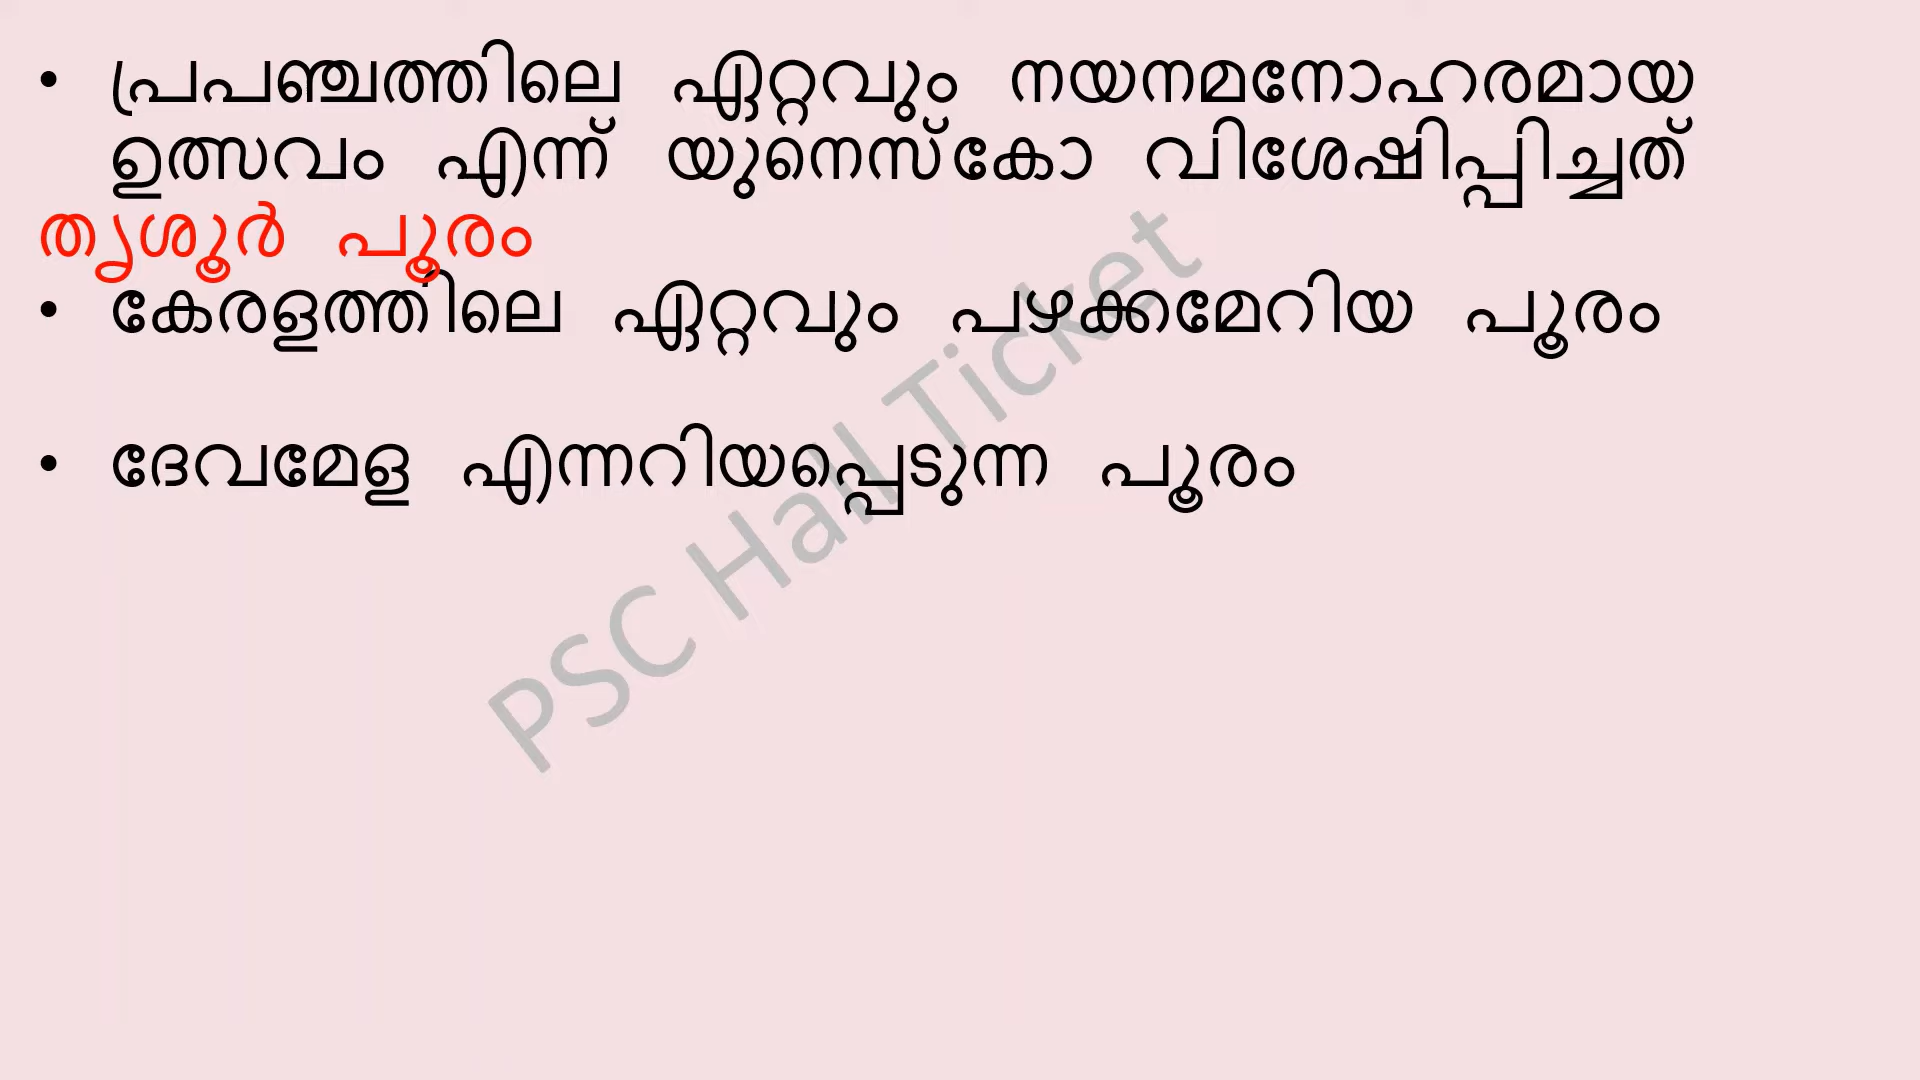 • പ്രപഞ്ചത്തിലെ ഏറ്റവും നയനമനോഹരമായ
ഉത്സവം എന്ന് യുനെസ്കോ വിശേഷിപ്പിച്ചത്
തൃശൂർ പൂരം
• കേരളത്തിലെ ഏറ്റവും പഴക്കമേറിയ പൂരം
• ദേവമേള എന്നറിയപ്പെടുന്ന പൂരം
PSC Hall Ticket